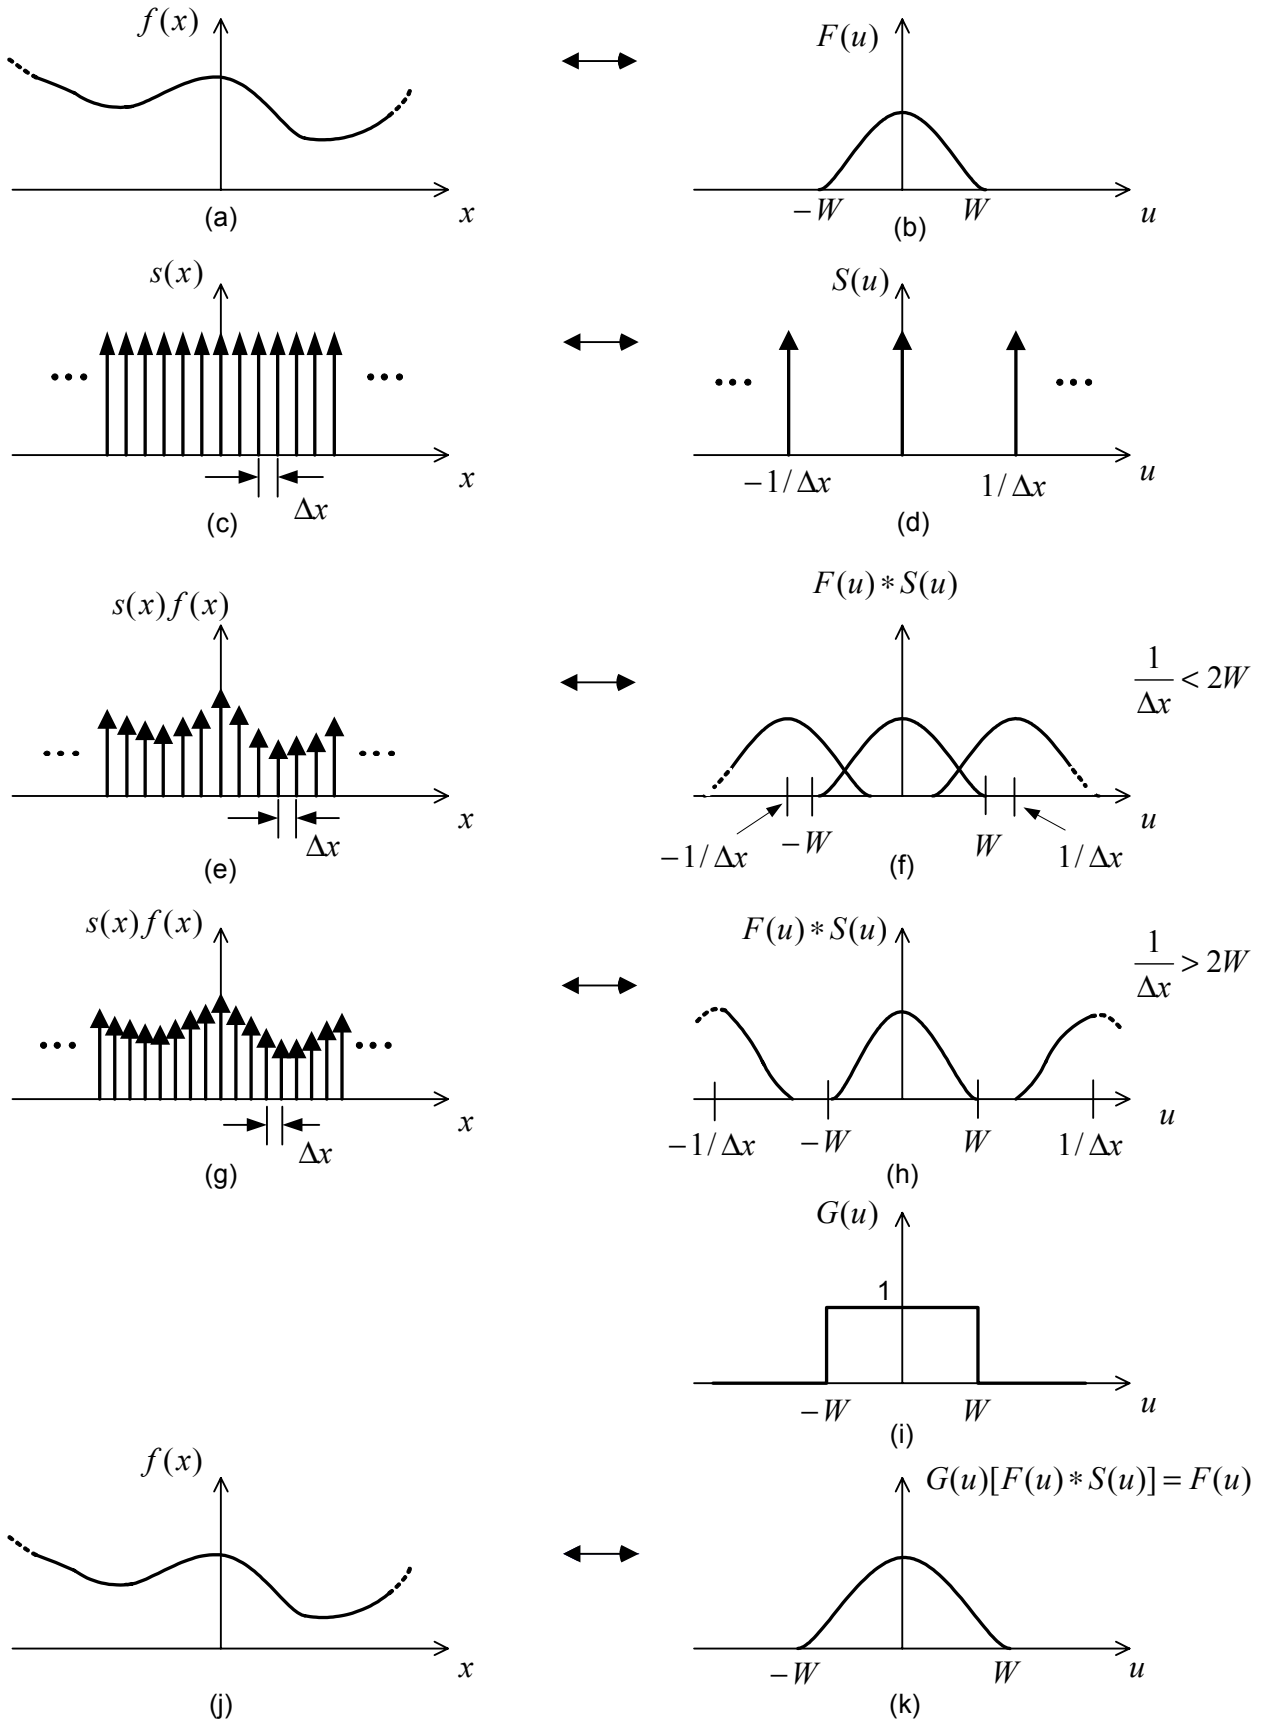 f(x)
F(u)
x
−W
W
u
(a)
(b)
s(x)
S(u)
x
Δx
−1/Δx
1/Δx
u
(c)
(d)
F(u)∗S(u)
s(x)f(x)
1/Δx < 2W
x
Δx
−1/Δx
−W
W
1/Δx
u
(e)
(f)
s(x)f(x)
F(u)∗S(u)
1/Δx > 2W
x
Δx
−1/Δx
−W
W
1/Δx
u
(g)
(h)
G(u)
1
−W
W
u
(i)
f(x)
G(u)[F(u)∗S(u)] = F(u)
x
−W
W
u
(j)
(k)